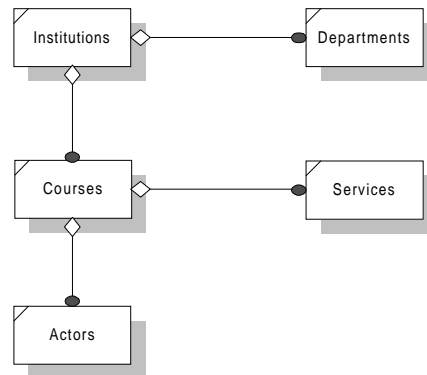 Institutions
Departments
Courses
Services
Actors